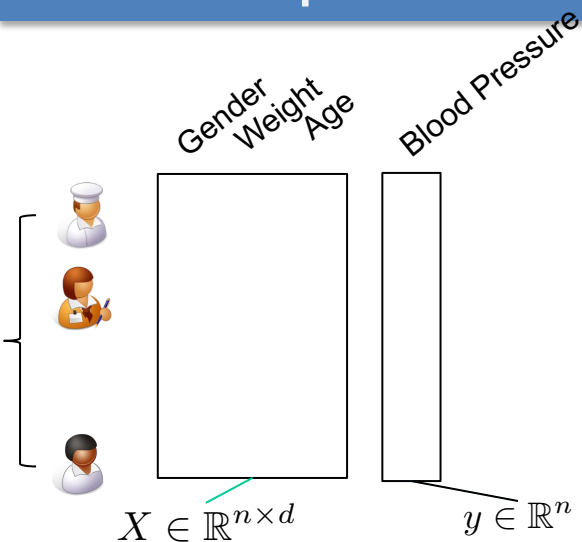 Gender
Weight
Age
Blood Pressure
X ∈ ℝ^{n×d}
y ∈ ℝ^n